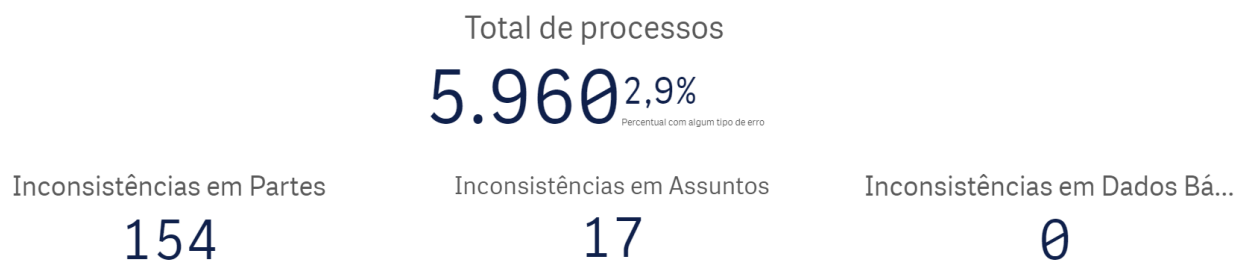 Total de processos
5.960 2,9%
Percentual com algum tipo de erro
Inconsistências em Partes
154
Inconsistências em Assuntos
17
Inconsistências em Dados Bá...
0